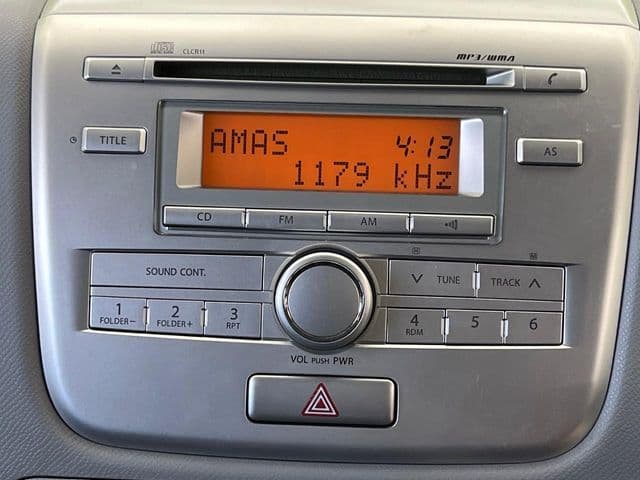 CLCR11
MP3/WMA
TITLE
AMAS 4:13
1179 kHz
AS
CD FM AM
SOUND CONT.
TUNE
TRACK
1 FOLDER−
2 FOLDER+
3 RPT
4 RDM
5
6
VOL PUSH PWR